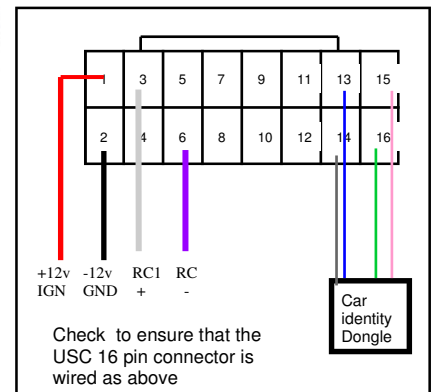 1 3 5 7 9 11 13 15
2 4 6 8 10 12 14 16
+12v -12v RC1 RC
IGN GND + -
Car
identity
Dongle
Check to ensure that the
USC 16 pin connector is
wired as above